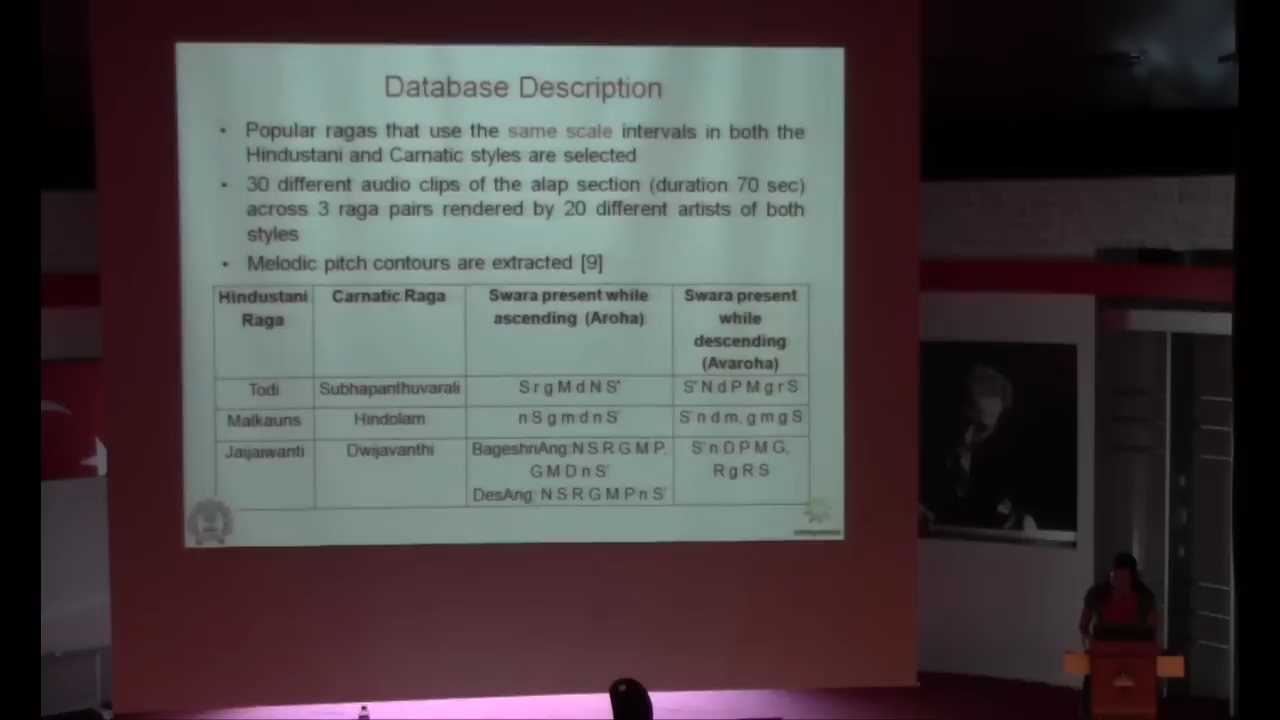 Database Description
• Popular ragas that use the same scale intervals in both the
Hindustani and Carnatic styles are selected
• 30 different audio clips of the alap section (duration 70 sec)
across 3 raga pairs rendered by 20 different artists of both
styles
• Melodic pitch contours are extracted [9]
Hindustani Raga
Carnatic Raga
Swara present while ascending (Aroha)
Swara present while descending (Avaroha)
Todi
Subhapanthuvarali
S r g M d N S'
S' N d P M g r S
Malkauns
Hindolam
n S g m d n S'
S' n d m, g m g S
Jaijaiwanti
Dwijavanthi
BageshriAng:N S R G M P,
G M D n S'
DesAng: N S R G M P n S'
S' n D P M G,
R g R S